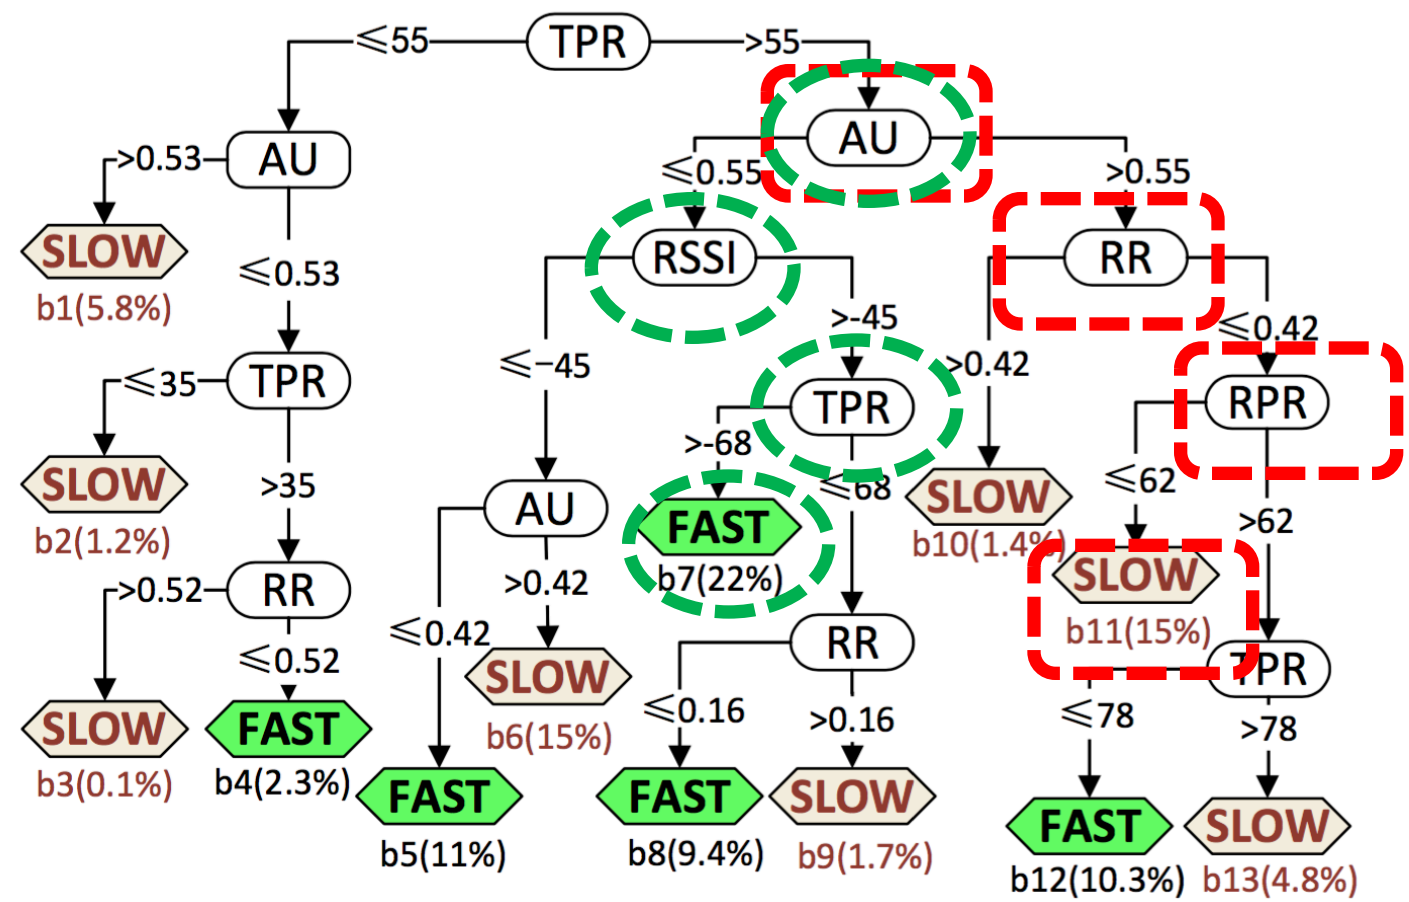 TPR
≤55
>55
AU
AU
>0.53
≤0.55
>0.55
SLOW
b1(5.8%)
≤0.53
RSSI
RR
>-45
≤0.42
≤−45
>0.42
TPR
≤35
TPR
RPR
>-68
≤68
≤62
SLOW
b2(1.2%)
>35
AU
FAST
b7(22%)
SLOW
b10(1.4%)
>62
SLOW
b11(15%)
>0.52
RR
>0.42
≤0.42
RR
TPR
≤0.52
SLOW
b6(15%)
≤0.16
>0.16
≤78
>78
SLOW
b3(0.1%)
FAST
b4(2.3%)
FAST
b5(11%)
FAST
b8(9.4%)
SLOW
b9(1.7%)
FAST
b12(10.3%)
SLOW
b13(4.8%)